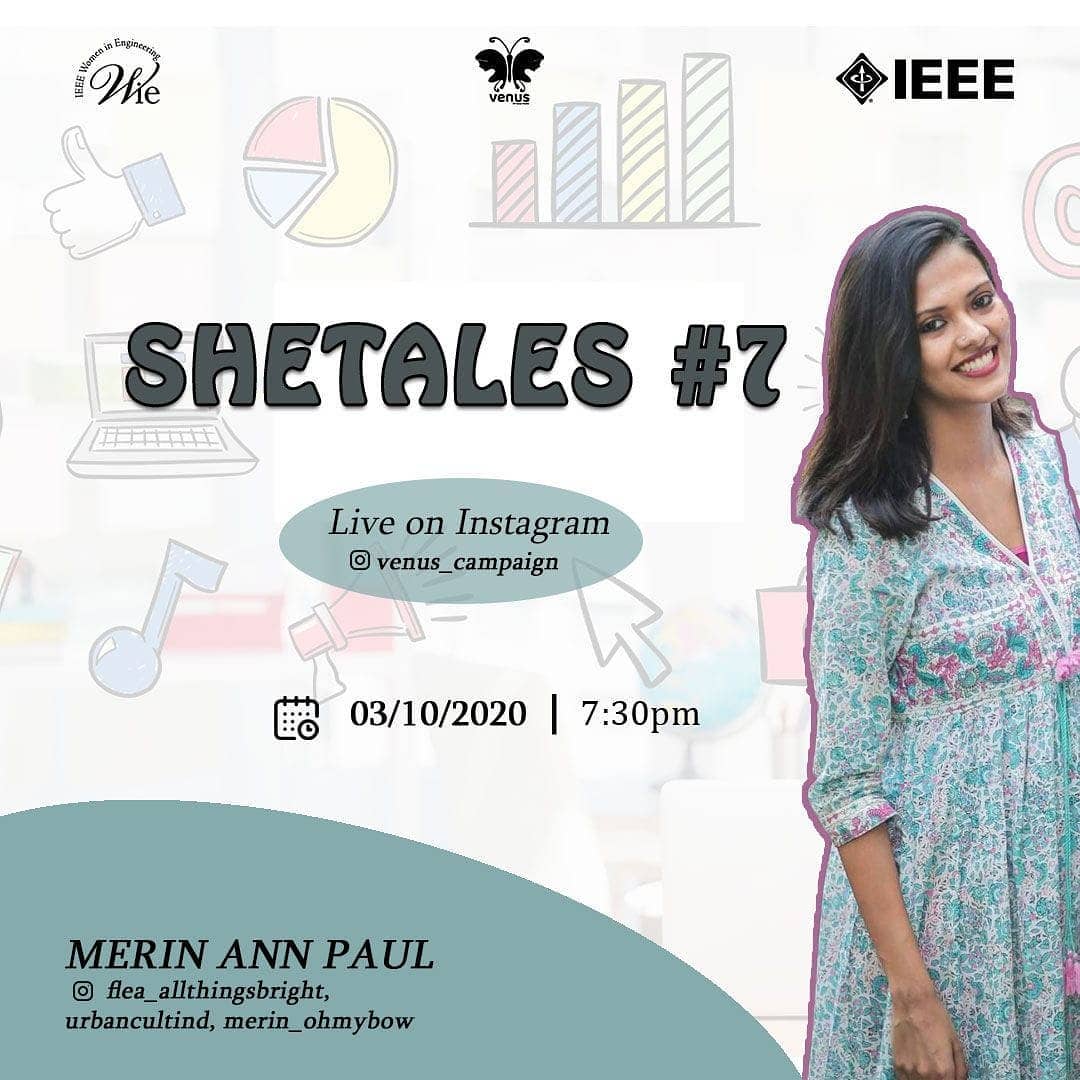 IEEE Women in Engineering
WIE
venus
IEEE
SHETALES #7
Live on Instagram
venus_campaign
03/10/2020 | 7:30pm
MERIN ANN PAUL
flea_allthingsbright,
urbancultind, merin_ohmybow